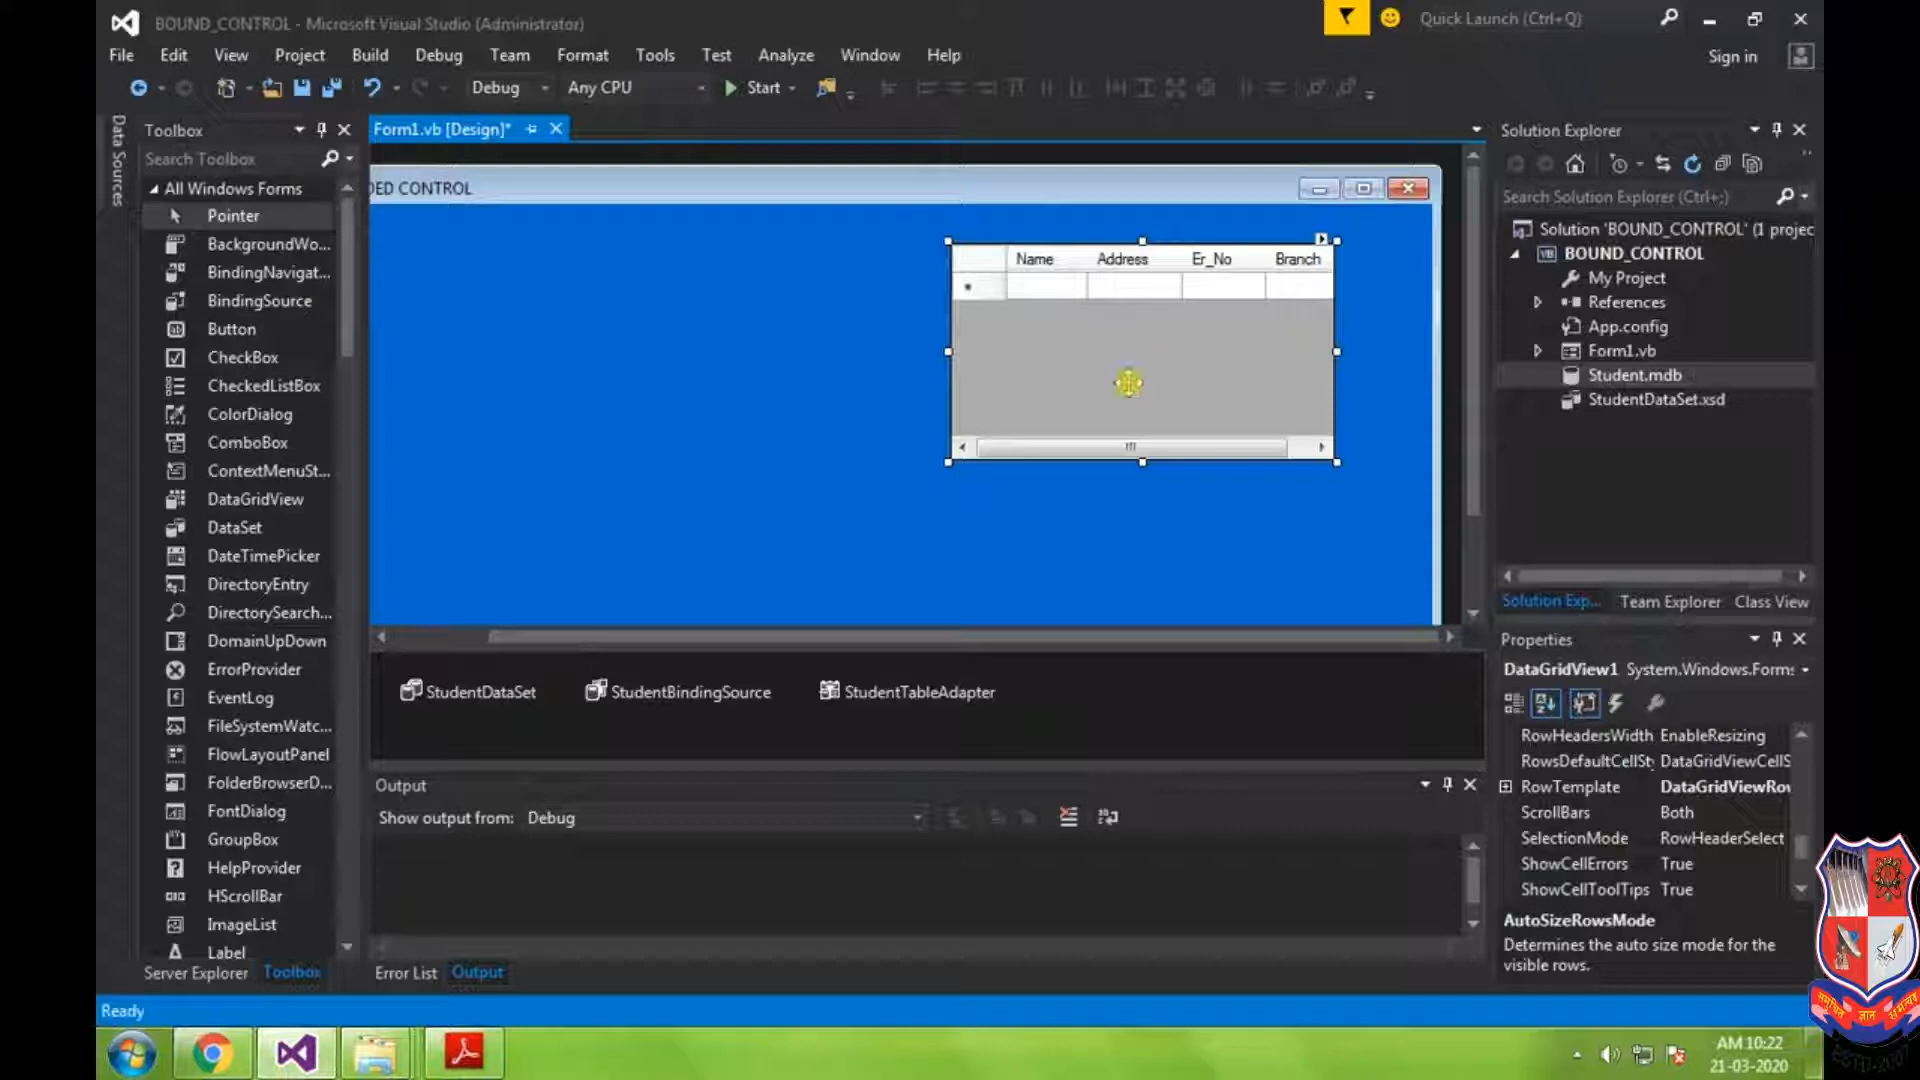 BOUND_CONTROL - Microsoft Visual Studio (Administrator)
Quick Launch (Ctrl+Q)
File Edit View Project Build Debug Team Format Tools Test Analyze Window Help
Sign in
Debug Any CPU Start
Data Sources
Toolbox
Search Toolbox
All Windows Forms
Pointer
BackgroundWo...
BindingNavigat...
BindingSource
Button
CheckBox
CheckedListBox
ColorDialog
ComboBox
ContextMenuSt...
DataGridView
DataSet
DateTimePicker
DirectoryEntry
DirectorySearch...
DomainUpDown
ErrorProvider
EventLog
FileSystemWatc...
FlowLayoutPanel
FolderBrowserD...
FontDialog
GroupBox
HelpProvider
HScrollBar
ImageList
Label
Server Explorer Toolbox
Form1.vb [Design]*
DED CONTROL
Name Address Er_No Branch
StudentDataSet StudentBindingSource StudentTableAdapter
Output
Show output from: Debug
Error List Output
Solution Explorer
Search Solution Explorer (Ctrl+;)
Solution 'BOUND_CONTROL' (1 projec
BOUND_CONTROL
My Project
References
App.config
Form1.vb
Student.mdb
StudentDataSet.xsd
Solution Exp... Team Explorer Class View
Properties
DataGridView1 System.Windows.Forms
RowHeadersWidth EnableResizing
RowsDefaultCellSty DataGridViewCellS
RowTemplate DataGridViewRow
ScrollBars Both
SelectionMode RowHeaderSelect
ShowCellErrors True
ShowCellToolTips True
AutoSizeRowsMode
Determines the auto size mode for the
visible rows.
Ready
AM 10:22
21-03-2020